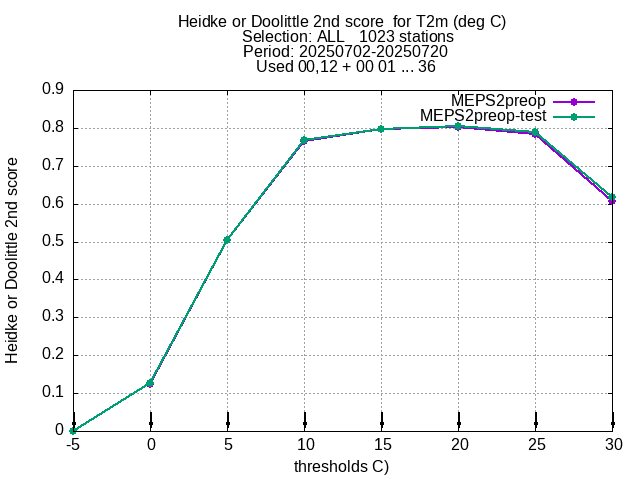 Heidke or Doolittle 2nd score  for T2m (deg C)
Selection: ALL   1023 stations
Period: 20250702-20250720
Used 00,12 + 00 01 ... 36
MEPS2preop
MEPS2preop-test
Heidke or Doolittle 2nd score
0.9
0.8
0.7
0.6
0.5
0.4
0.3
0.2
0.1
0
-5 0 5 10 15 20 25 30
thresholds C)